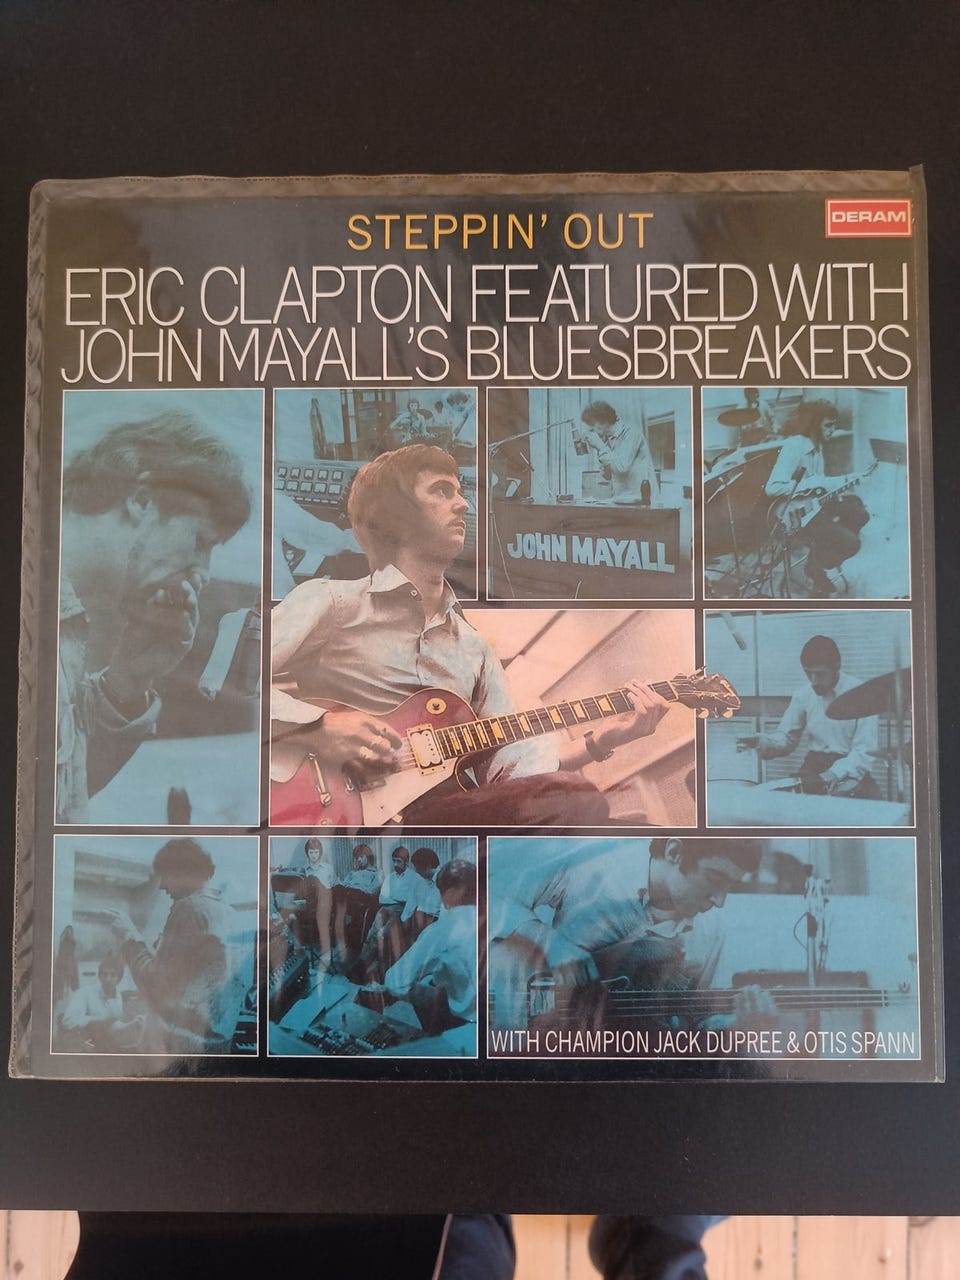 STEPPIN' OUT
DERAM
ERIC CLAPTON FEATURED WITH
JOHN MAYALL'S BLUESBREAKERS
JOHN MAYALL
WITH CHAMPION JACK DUPREE & OTIS SPANN